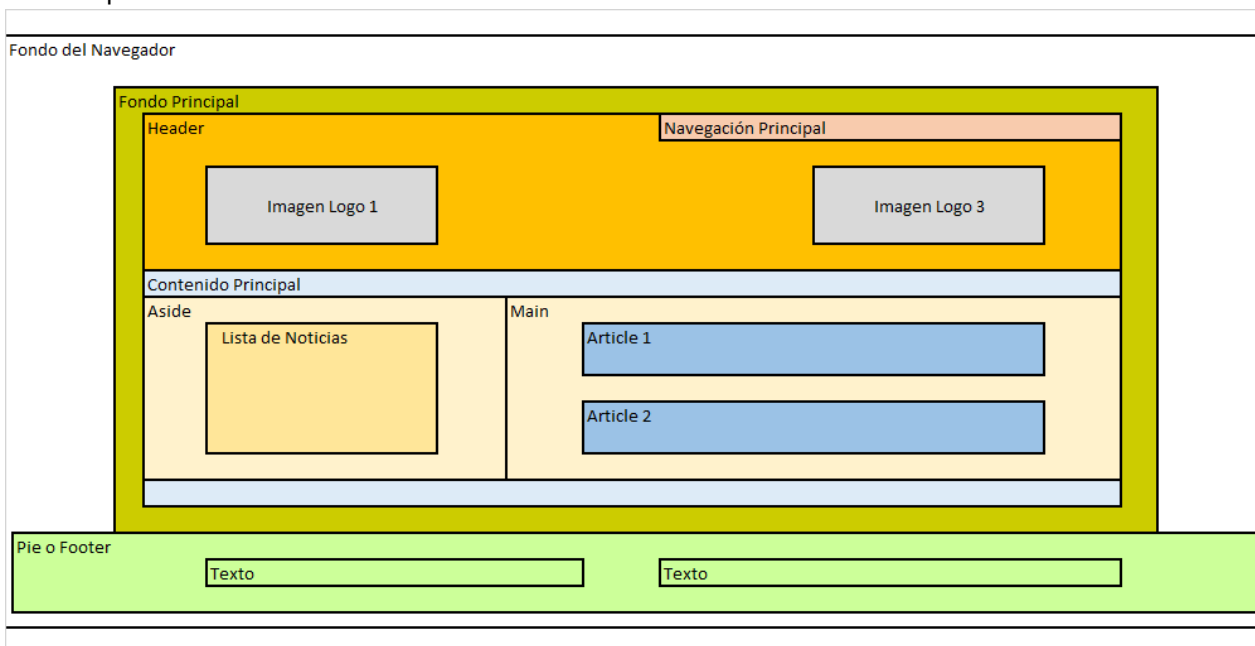 Fondo del Navegador
Fondo Principal
Header
Navegación Principal
Imagen Logo 1
Imagen Logo 3
Contenido Principal
Aside
Main
Lista de Noticias
Article 1
Article 2
Pie o Footer
Texto
Texto